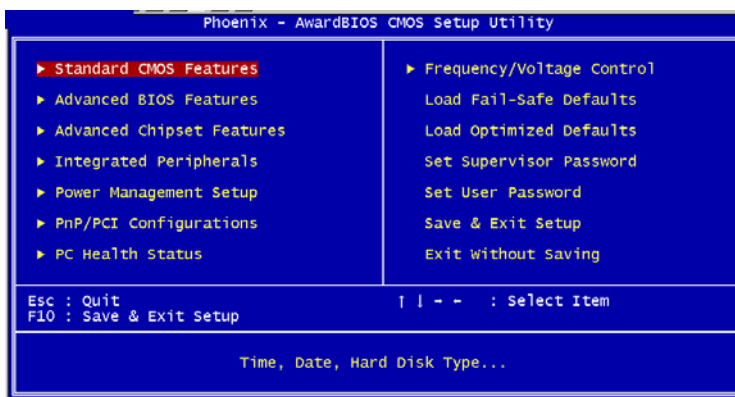 Phoenix - AwardBIOS CMOS Setup Utility
▶ Standard CMOS Features
▶ Advanced BIOS Features
▶ Advanced Chipset Features
▶ Integrated Peripherals
▶ Power Management Setup
▶ PnP/PCI Configurations
▶ PC Health Status
▶ Frequency/Voltage Control
Load Fail-Safe Defaults
Load Optimized Defaults
Set Supervisor Password
Set User Password
Save & Exit Setup
Exit Without Saving
Esc : Quit
F10 : Save & Exit Setup
↑ ↓ → ← : Select Item
Time, Date, Hard Disk Type...